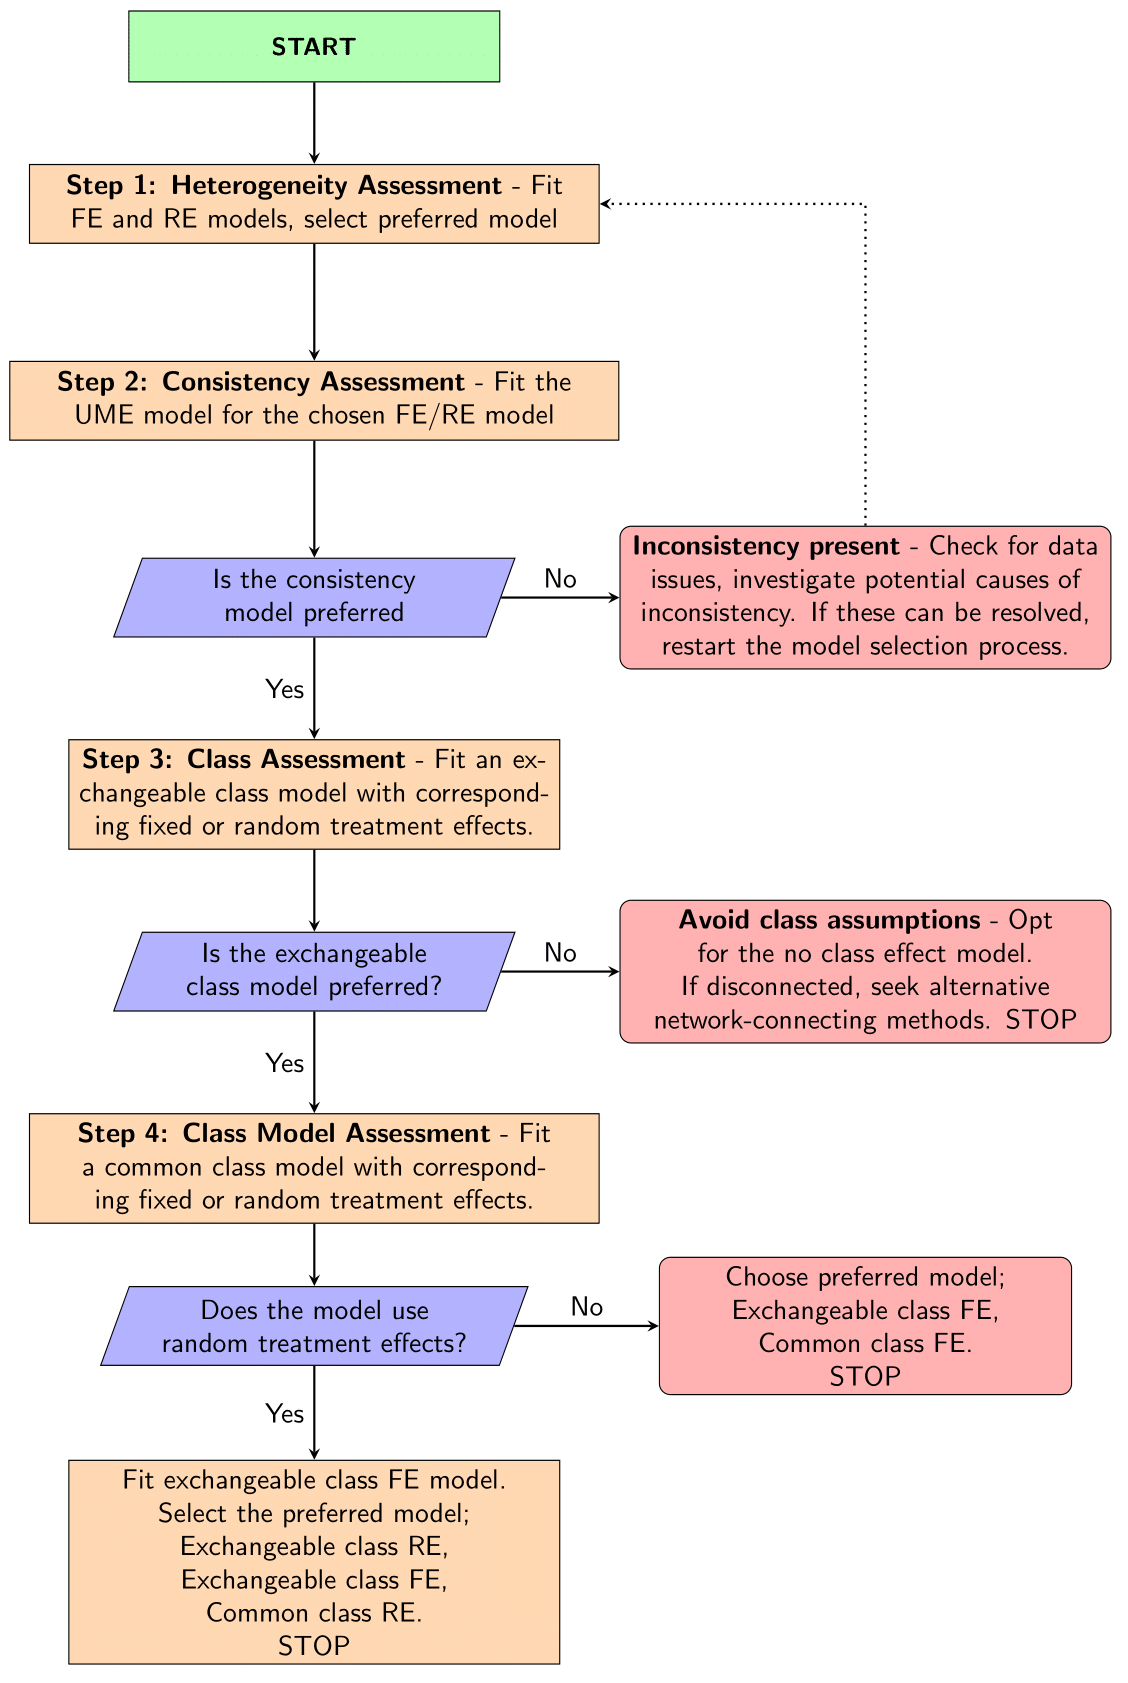 START
Step 1: Heterogeneity Assessment - Fit
FE and RE models, select preferred model
Step 2: Consistency Assessment - Fit the
UME model for the chosen FE/RE model
Is the consistency
model preferred
No
Inconsistency present - Check for data
issues, investigate potential causes of
inconsistency. If these can be resolved,
restart the model selection process.
Yes
Step 3: Class Assessment - Fit an ex-
changeable class model with correspond-
ing fixed or random treatment effects.
Is the exchangeable
class model preferred?
No
Avoid class assumptions - Opt
for the no class effect model.
If disconnected, seek alternative
network-connecting methods. STOP
Yes
Step 4: Class Model Assessment - Fit
a common class model with correspond-
ing fixed or random treatment effects.
Does the model use
random treatment effects?
No
Choose preferred model;
Exchangeable class FE,
Common class FE.
STOP
Yes
Fit exchangeable class FE model.
Select the preferred model;
Exchangeable class RE,
Exchangeable class FE,
Common class RE.
STOP